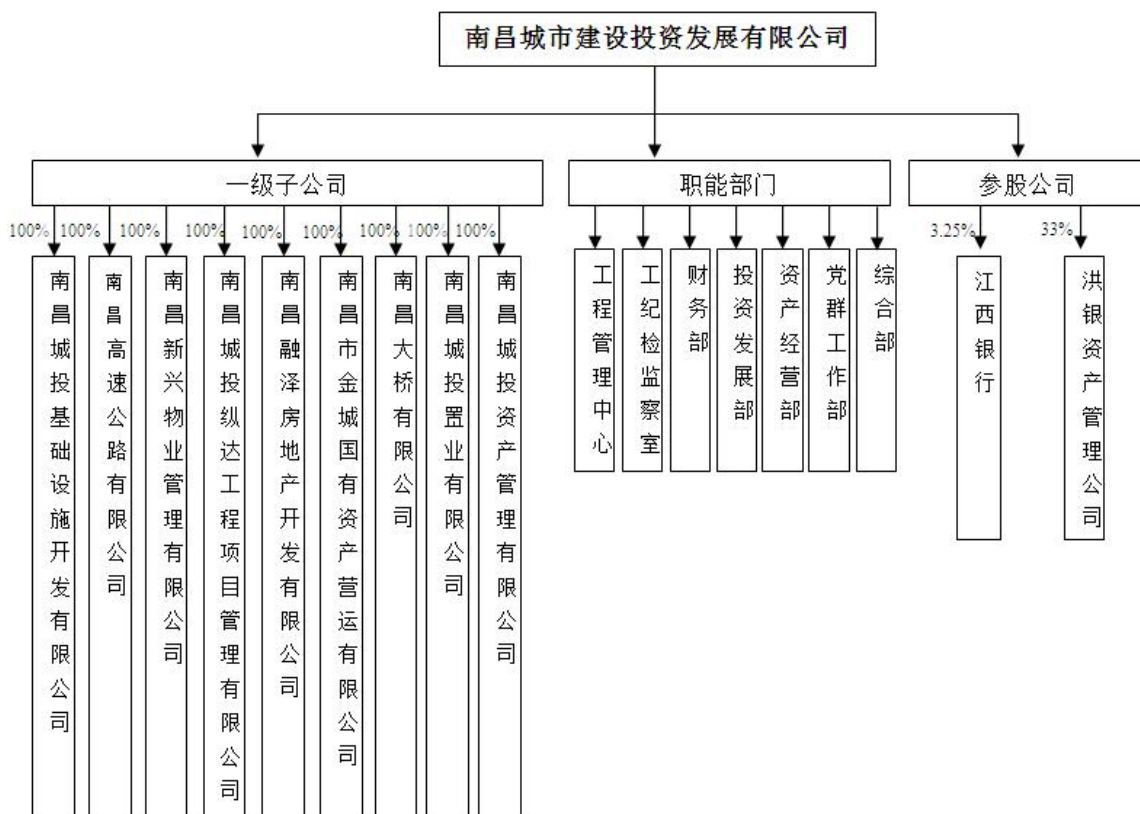 南昌城市建设投资发展有限公司
一级子公司
职能部门
参股公司
100%
100%
100%
100%
100%
100%
100%
100%
100%
3.25%
33%
南昌城投基础设施开发有限公司
南昌高速公路有限公司
南昌新兴物业管理有限公司
南昌城投纵达工程项目管理有限公司
南昌融泽房地产开发有限公司
南昌市金城国有资产营运有限公司
南昌大桥有限公司
南昌城投置业有限公司
南昌城投资产管理有限公司
工程管理中心
工纪检监察室
财务部
投资发展部
资产经营部
党群工作部
综合部
江西银行
洪银资产管理公司